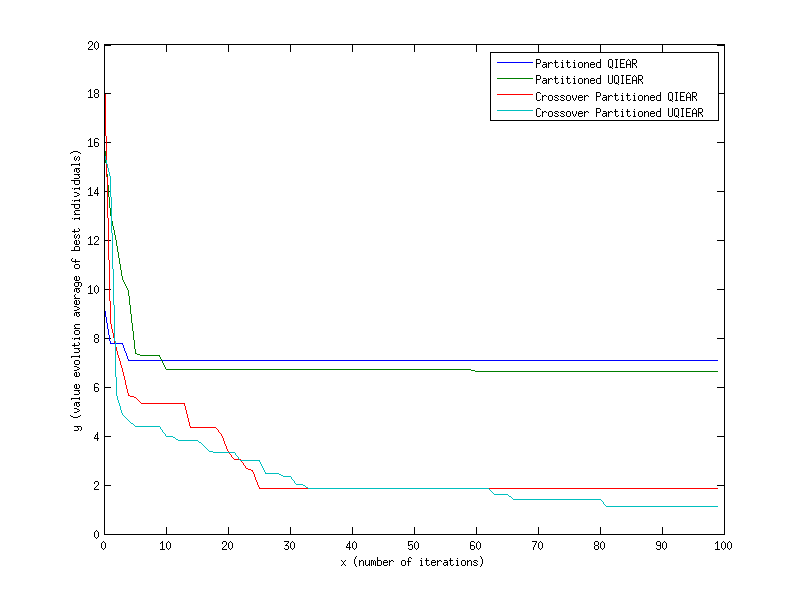 20
18
16
14
12
10
8
6
4
2
0
y (value evolution average of best individuals)
Partitioned QIEAR
Partitioned UQIEAR
Crossover Partitioned QIEAR
Crossover Partitioned UQIEAR
0 10 20 30 40 50 60 70 80 90 100
x (number of iterations)